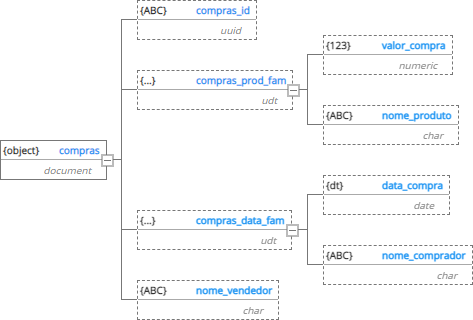 {ABC} compras_id
uuid
{123} valor_compra
numeric
{...} compras_prod_fam
udt
{ABC} nome_produto
char
{object} compras
document
{dt} data_compra
date
{...} compras_data_fam
udt
{ABC} nome_comprador
char
{ABC} nome_vendedor
char